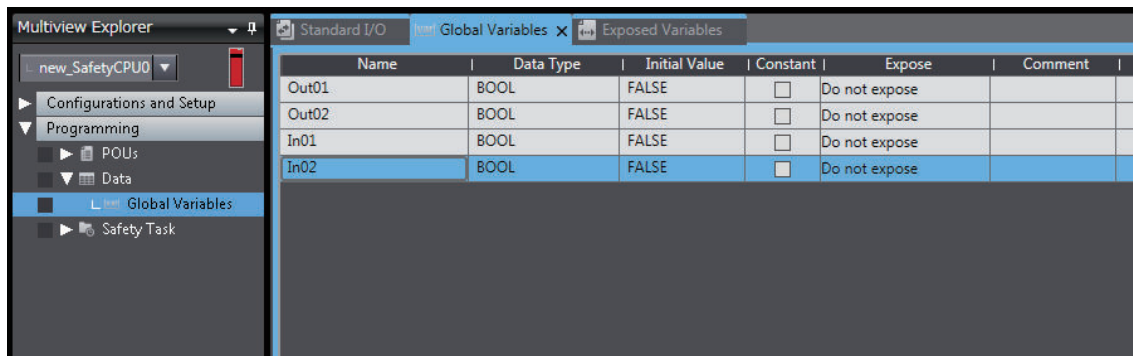 Multiview Explorer
new_SafetyCPU0
Configurations and Setup
Programming
POUs
Data
Global Variables
Safety Task
Standard I/O Global Variables Exposed Variables
Name Data Type Initial Value Constant Expose Comment
Out01 BOOL FALSE Do not expose
Out02 BOOL FALSE Do not expose
In01 BOOL FALSE Do not expose
In02 BOOL FALSE Do not expose